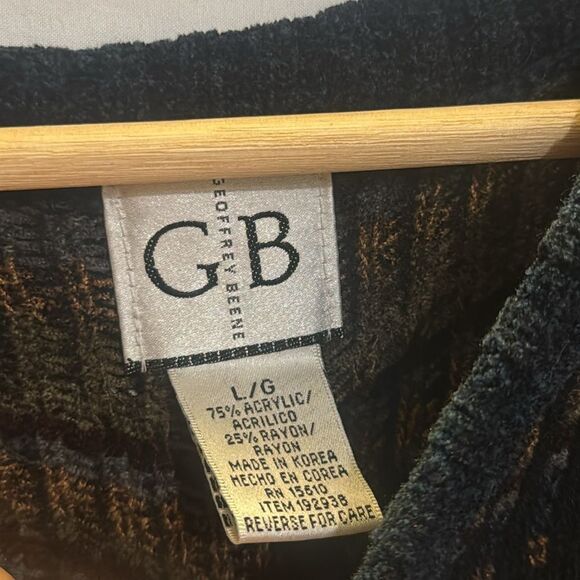 GB
GEOFFREY BEENE
L/G
75% ACRYLIC/
ACRILICO
25% RAYON/
RAYON
MADE IN KOREA
HECHO EN COREA
RN 15619
ITEM 192938
REVERSE FOR CARE